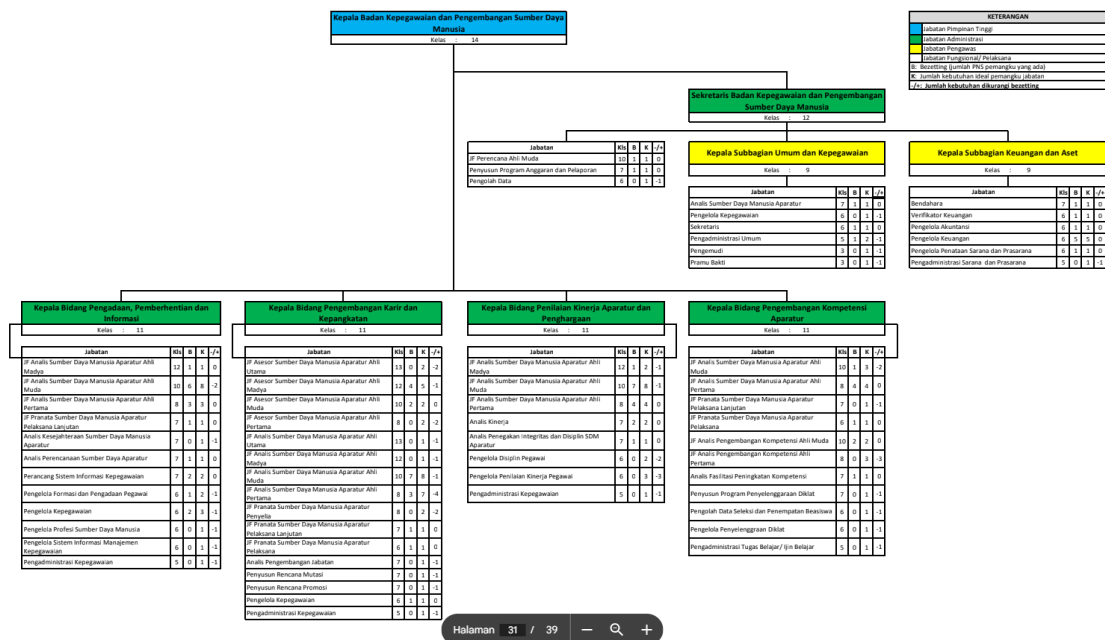 Kepala Badan Kepegawaian dan Pengembangan Sumber Daya
Manusia
Kelas : 14
KETERANGAN
Jabatan Pimpinan Tinggi
Jabatan Administrasi
Jabatan Pengawas
Jabatan Fungsional/ Pelaksana
B: Bezetting (jumlah PNS pemangku yang ada)
K: Jumlah kebutuhan ideal pemangku jabatan
-/+: Jumlah kebutuhan dikurangi bezetting
Sekretaris Badan Kepegawaian dan Pengembangan
Sumber Daya Manusia
Kelas : 12
Jabatan Kls B K -/+
JF Perencana Ahli Muda 10 1 1 0
Penyusun Program Anggaran dan Pelaporan 7 1 1 0
Pengolah Data 6 0 1 -1
Kepala Subbagian Umum dan Kepegawaian
Kelas : 9
Jabatan Kls B K -/+
Analis Sumber Daya Manusia Aparatur 7 1 1 0
Pengelola Kepegawaian 6 0 1 -1
Sekretaris 6 1 1 0
Pengadministrasi Umum 5 1 2 -1
Pengemudi 3 0 1 -1
Pramu Bakti 3 0 1 -1
Kepala Subbagian Keuangan dan Aset
Kelas : 9
Jabatan Kls B K -/+
Bendahara 7 1 1 0
Verifikator Keuangan 6 1 1 0
Pengelola Akuntansi 6 1 1 0
Pengelola Keuangan 6 5 5 0
Pengelola Penataan Sarana dan Prasarana 6 1 1 0
Pengadministrasi Sarana dan Prasarana 5 0 1 -1
Kepala Bidang Pengadaan, Pemberhentian dan
Informasi
Kelas : 11
Jabatan Kls B K -/+
JF Analis Sumber Daya Manusia Aparatur Ahli
Madya 12 1 1 0
JF Analis Sumber Daya Manusia Aparatur Ahli
Muda 10 6 8 -2
JF Analis Sumber Daya Manusia Aparatur Ahli
Pertama 8 3 3 0
JF Pranata Sumber Daya Manusia Aparatur
Pelaksana Lanjutan 7 1 1 0
Analis Kesejahteraan Sumber Daya Manusia
Aparatur 7 0 1 -1
Analis Perencanaan Sumber Daya Aparatur 7 1 1 0
Perancang Sistem Informasi Kepegawaian 7 2 2 0
Pengelola Formasi dan Pengadaan Pegawai 6 1 2 -1
Pengelola Kepegawaian 6 2 3 -1
Pengelola Profesi Sumber Daya Manusia 6 0 1 -1
Pengelola Sistem Informasi Manajemen
Kepegawaian 6 0 1 -1
Pengadministrasi Kepegawaian 5 0 1 -1
Kepala Bidang Pengembangan Karir dan
Kepangkatan
Kelas : 11
Jabatan Kls B K -/+
JF Asesor Sumber Daya Manusia Aparatur Ahli
Utama 13 0 2 -2
JF Asesor Sumber Daya Manusia Aparatur Ahli
Madya 12 4 5 -1
JF Asesor Sumber Daya Manusia Aparatur Ahli
Muda 10 2 2 0
JF Asesor Sumber Daya Manusia Aparatur Ahli
Pertama 8 0 2 -2
JF Analis Sumber Daya Manusia Aparatur Ahli
Utama 13 0 1 -1
JF Analis Sumber Daya Manusia Aparatur Ahli
Madya 12 0 1 -1
JF Analis Sumber Daya Manusia Aparatur Ahli
Muda 10 7 8 -1
JF Analis Sumber Daya Manusia Aparatur Ahli
Pertama 8 3 7 -4
JF Pranata Sumber Daya Manusia Aparatur
Penyelia 8 0 2 -2
JF Pranata Sumber Daya Manusia Aparatur
Pelaksana Lanjutan 7 1 1 0
JF Pranata Sumber Daya Manusia Aparatur
Pelaksana 6 1 1 0
Analis Pengembangan Jabatan 7 0 1 -1
Penyusun Rencana Mutasi 7 0 1 -1
Penyusun Rencana Promosi 7 0 1 -1
Pengelola Kepegawaian 6 1 1 0
Pengadministrasi Kepegawaian 5 0 1 -1
Kepala Bidang Penilaian Kinerja Aparatur dan
Penghargaan
Kelas : 11
Jabatan Kls B K -/+
JF Analis Sumber Daya Manusia Aparatur Ahli
Madya 12 1 2 -1
JF Analis Sumber Daya Manusia Aparatur Ahli
Muda 10 7 8 -1
JF Analis Sumber Daya Manusia Aparatur Ahli
Pertama 8 4 4 0
Analis Kinerja 7 2 2 0
Analis Penegakan Integritas dan Disiplin SDM
Aparatur 7 1 1 0
Pengelola Disiplin Pegawai 6 0 2 -2
Pengelola Penilaian Kinerja Pegawai 6 0 3 -3
Pengadministrasi Kepegawaian 5 0 1 -1
Kepala Bidang Pengembangan Kompetensi
Aparatur
Kelas : 11
Jabatan Kls B K -/+
JF Analis Sumber Daya Manusia Aparatur Ahli
Muda 10 1 3 -2
JF Analis Sumber Daya Manusia Aparatur Ahli
Pertama 8 4 4 0
JF Pranata Sumber Daya Manusia Aparatur
Pelaksana Lanjutan 7 0 1 -1
JF Pranata Sumber Daya Manusia Aparatur
Pelaksana 6 1 1 0
JF Analis Pengembangan Kompetensi Ahli Muda 10 2 2 0
JF Analis Pengembangan Kompetensi Ahli
Pertama 8 0 3 -3
Analis Fasilitasi Peningkatan Kompetensi 7 1 1 0
Penyusun Program Penyelenggaraan Diklat 7 0 1 -1
Pengolah Data Seleksi dan Penempatan Beasiswa 6 0 1 -1
Pengelola Penyelenggraan Diklat 6 0 1 -1
Pengadministrasi Tugas Belajar/ Ijin Belajar 5 0 1 -1
Halaman 31 / 39